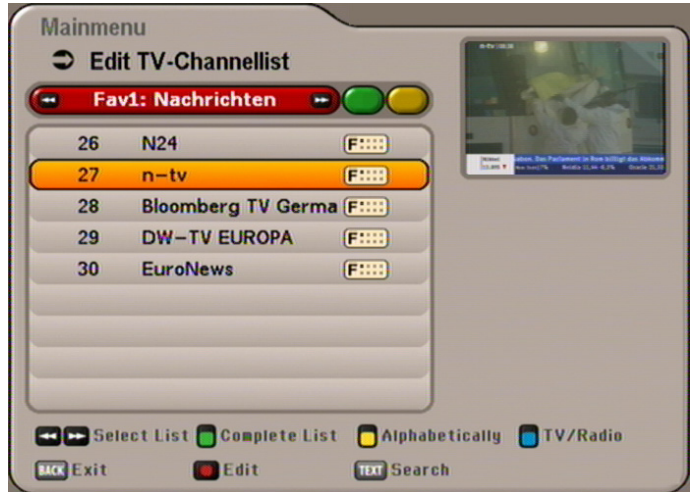 Mainmenu
Edit TV-Channellist
Fav1: Nachrichten
26 N24 F
27 n-tv F
28 Bloomberg TV Germa F
29 DW-TV EUROPA F
30 EuroNews F
Select List Complete List Alphabetically TV/Radio
BACK Exit Edit TEXT Search